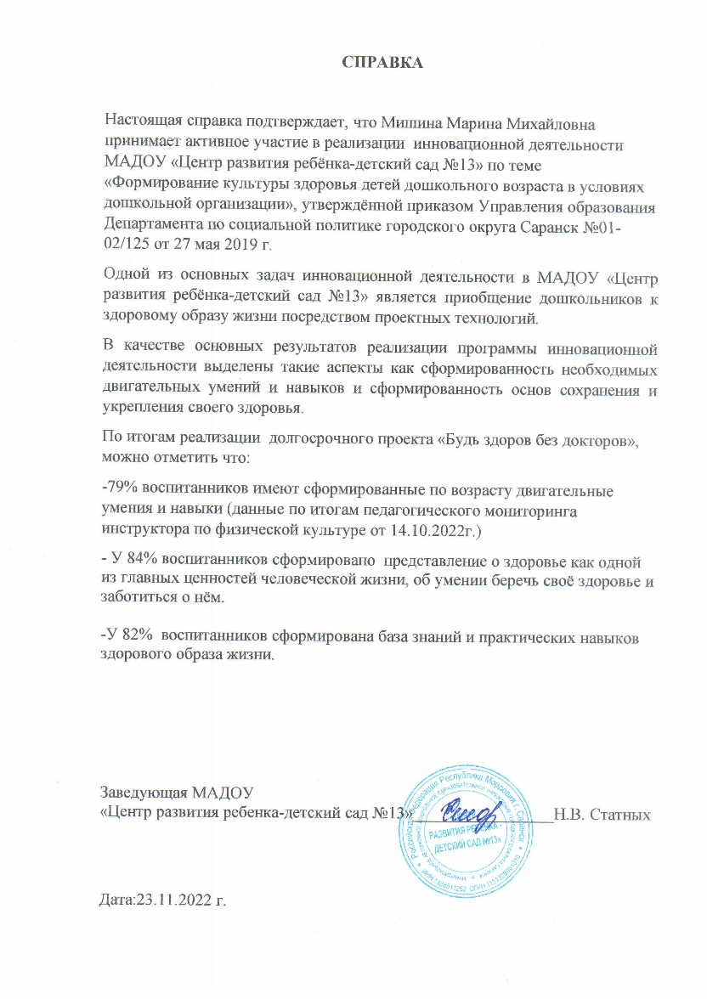 СПРАВКА
Настоящая справка подтверждает, что Мишина Марина Михайловна
принимает активное участие в реализации инновационной деятельности
МАДОУ «Центр развития ребёнка-детский сад №13» по теме
«Формирование культуры здоровья детей дошкольного возраста в условиях
дошкольной организации», утверждённой приказом Управления образования
Департамента по социальной политике городского округа Саранск №01-
02/125 от 27 мая 2019 г.
Одной из основных задач инновационной деятельности в МАДОУ «Центр
развития ребёнка-детский сад №13» является приобщение дошкольников к
здоровому образу жизни посредством проектных технологий.
В качестве основных результатов реализации программы инновационной
деятельности выделены такие аспекты как сформированность необходимых
двигательных умений и навыков и сформированность основ сохранения и
укрепления своего здоровья.
По итогам реализации долгосрочного проекта «Будь здоров без докторов»,
можно отметить что:
-79% воспитанников имеют сформированные по возрасту двигательные
умения и навыки (данные по итогам педагогического мониторинга
инструктора по физической культуре от 14.10.2022г.)
- У 84% воспитанников сформировано представление о здоровье как одной
из главных ценностей человеческой жизни, об умении беречь своё здоровье и
заботиться о нём.
-У 82% воспитанников сформирована база знаний и практических навыков
здорового образа жизни.
Заведующая МАДОУ
«Центр развития ребенка-детский сад №13»_________________Н.В. Статных
Российская Федерация Республика Мордовия г. Саранск
РАЗВИТИЯ РЕБЕНКА -
ДЕТСКИЙ САД №13»
Дата:23.11.2022 г.